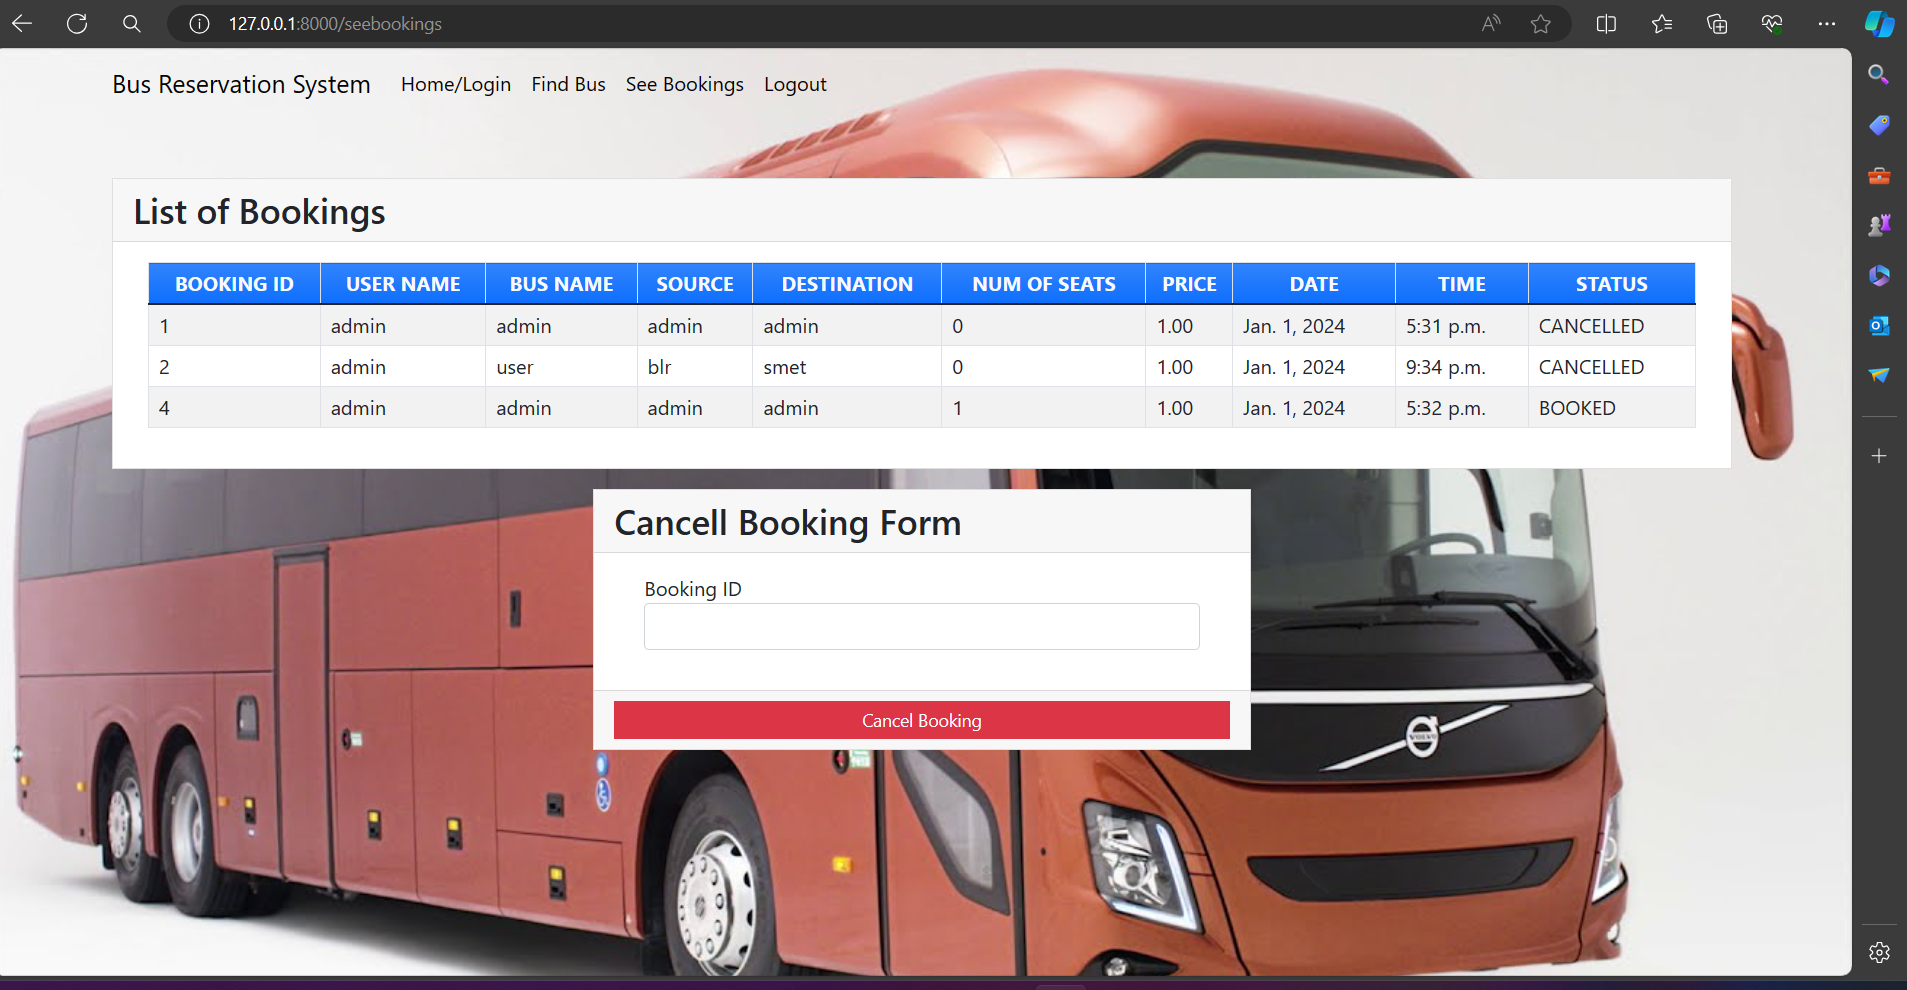 127.0.0.1:8000/seebookings
Bus Reservation System Home/Login Find Bus See Bookings Logout
List of Bookings
BOOKING ID USER NAME BUS NAME SOURCE DESTINATION NUM OF SEATS PRICE DATE TIME STATUS
1 admin admin admin admin 0 1.00 Jan. 1, 2024 5:31 p.m. CANCELLED
2 admin user blr smet 0 1.00 Jan. 1, 2024 9:34 p.m. CANCELLED
4 admin admin admin admin 1 1.00 Jan. 1, 2024 5:32 p.m. BOOKED
Cancell Booking Form
Booking ID
Cancel Booking
VOLVO